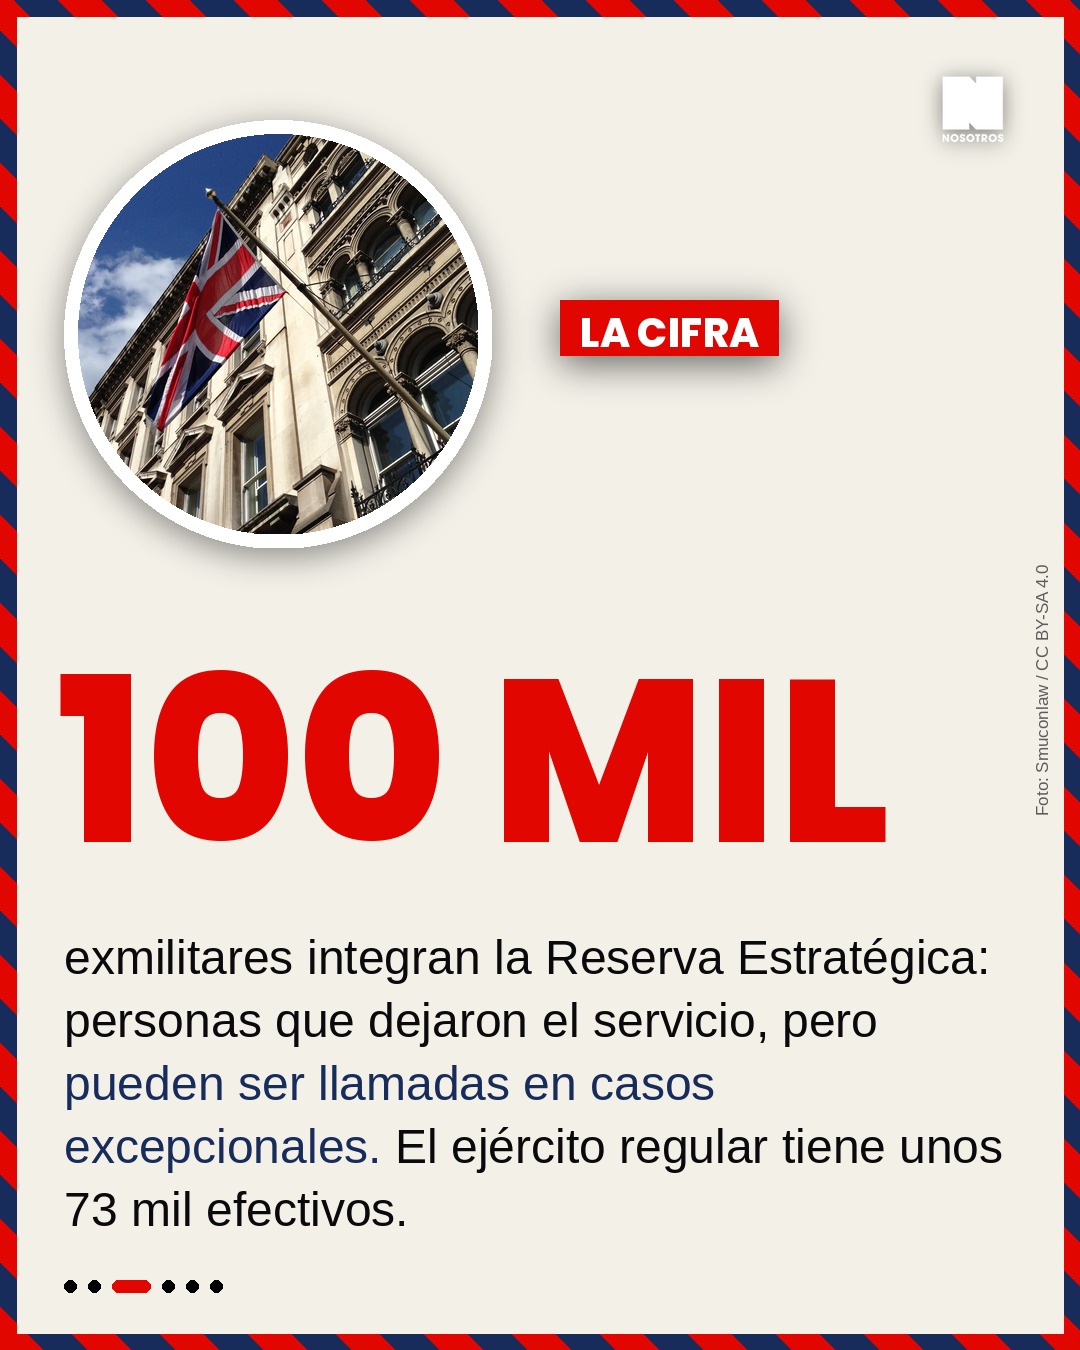 NOSOTROS
LA CIFRA
Foto: Smuconlaw / CC BY-SA 4.0
100 MIL
exmilitares integran la Reserva Estratégica:
personas que dejaron el servicio, pero
pueden ser llamadas en casos
excepcionales. El ejército regular tiene unos
73 mil efectivos.